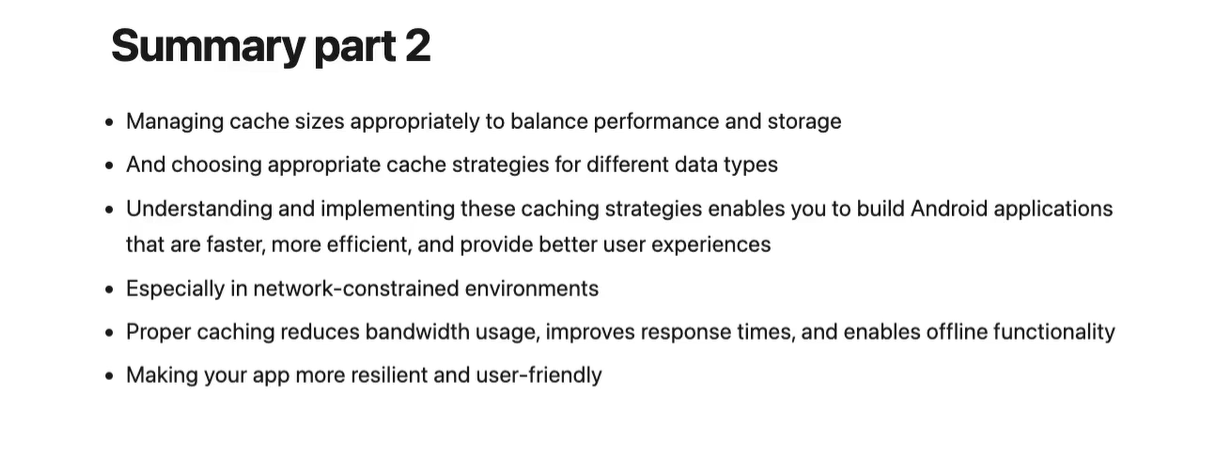 Summary part 2
• Managing cache sizes appropriately to balance performance and storage
• And choosing appropriate cache strategies for different data types
• Understanding and implementing these caching strategies enables you to build Android applications
that are faster, more efficient, and provide better user experiences
• Especially in network-constrained environments
• Proper caching reduces bandwidth usage, improves response times, and enables offline functionality
• Making your app more resilient and user-friendly